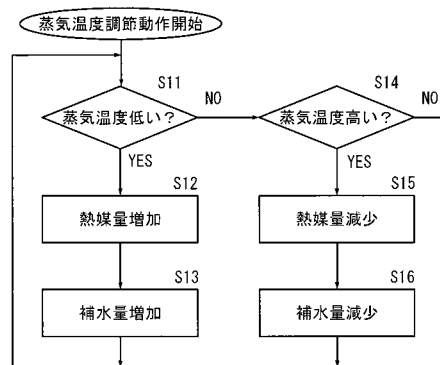 蒸気温度調節動作開始
S11
蒸気温度低い?
NO
YES
S12
熱媒量増加
S13
補水量増加
S14
蒸気温度高い?
NO
YES
S15
熱媒量減少
S16
補水量減少